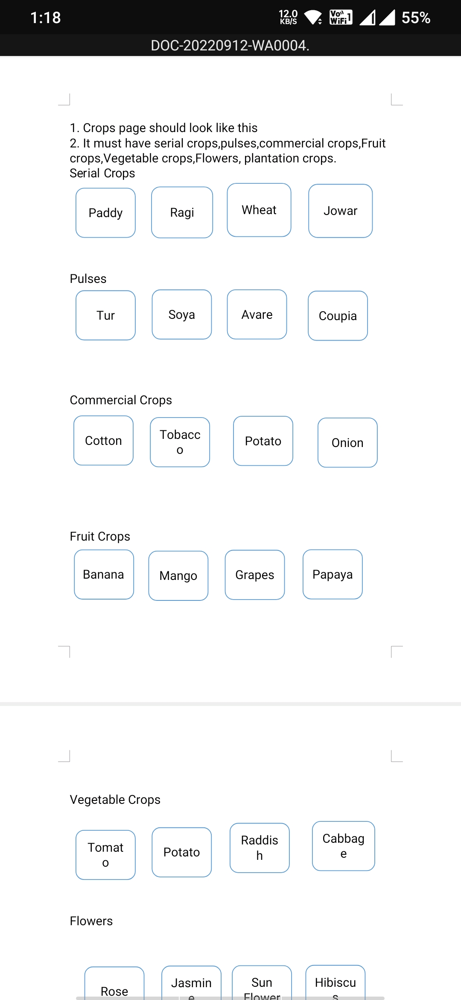 1:18 12.0 KB/S Vo WiFi 1 55%
DOC-20220912-WA0004.
1. Crops page should look like this
2. It must have serial crops,pulses,commercial crops,Fruit
crops,Vegetable crops,Flowers, plantation crops.
Serial Crops
Paddy Ragi Wheat Jowar
Pulses
Tur Soya Avare Coupia
Commercial Crops
Cotton Tobacc Potato Onion
o
Fruit Crops
Banana Mango Grapes Papaya
Vegetable Crops
Tomat Potato Raddis Cabbag
o h e
Flowers
Rose Jasmin Sun Hibiscu
e Flower s